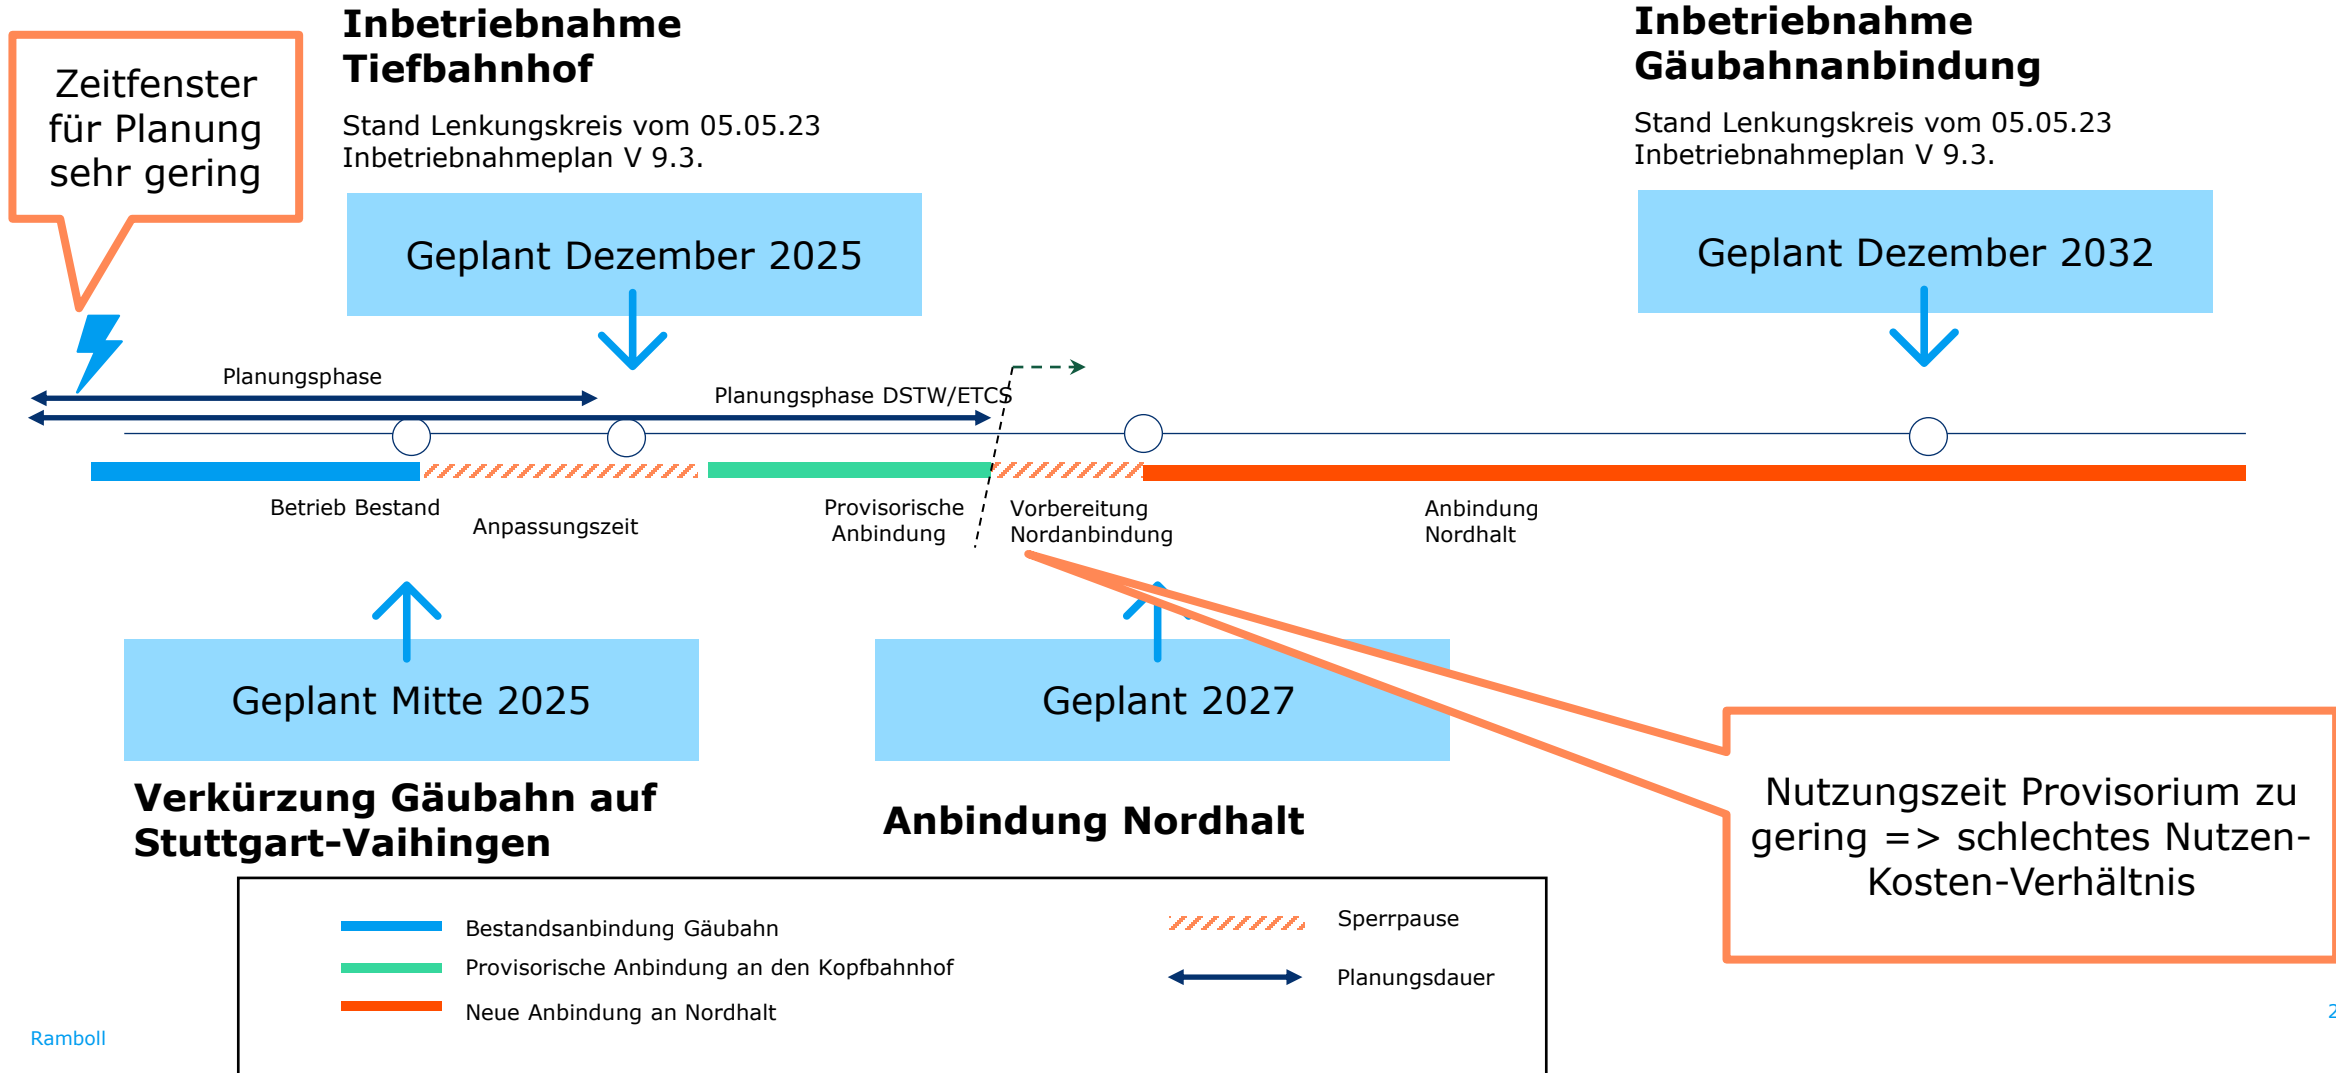 Inbetriebnahme
Tiefbahnhof
Stand Lenkungskreis vom 05.05.23
Inbetriebnahmeplan V 9.3.
Inbetriebnahme
Gäubahnanbindung
Stand Lenkungskreis vom 05.05.23
Inbetriebnahmeplan V 9.3.
Zeitfenster
für Planung
sehr gering
Geplant Dezember 2025
Geplant Dezember 2032
Planungsphase
Planungsphase DSTW/ETCS
Betrieb Bestand
Anpassungszeit
Provisorische
Anbindung
Vorbereitung
Nordanbindung
Anbindung
Nordhalt
Geplant Mitte 2025
Geplant 2027
Verkürzung Gäubahn auf
Stuttgart-Vaihingen
Anbindung Nordhalt
Nutzungszeit Provisorium zu
gering => schlechtes Nutzen-
Kosten-Verhältnis
Bestandsanbindung Gäubahn
Provisorische Anbindung an den Kopfbahnhof
Neue Anbindung an Nordhalt
Sperrpause
Planungsdauer
Ramboll
2